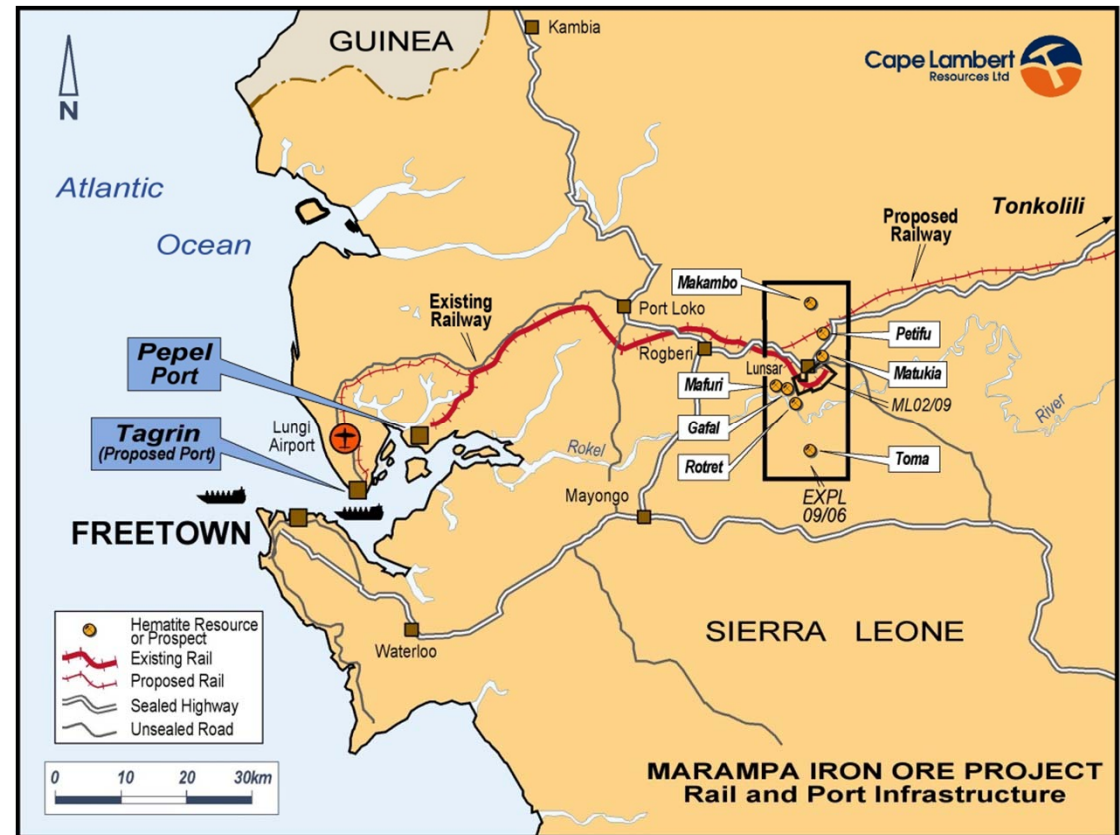 GUINEA
Kambia
Cape Lambert
Resources Ltd
N
Atlantic
Ocean
Proposed
Railway
Tonkolili
Makambo
Existing
Railway
Port Loko
Petifu
Pepel
Port
Rogberi
Lunsar
Matukia
Mafuri
ML02/09
Tagrin
(Proposed Port)
Lungi
Airport
Gafal
River
Rokel
Rotret
Toma
Mayongo
EXPL
09/06
FREETOWN
Hematite Resource
or Prospect
Existing Rail
Proposed Rail
Sealed Highway
Unsealed Road
Waterloo
SIERRA LEONE
0 10 20 30km
MARAMPA IRON ORE PROJECT
Rail and Port Infrastructure